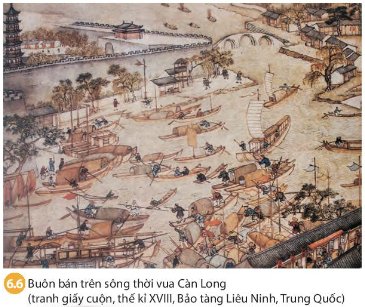 6.6 Buôn bán trên sông thời vua Càn Long
(tranh giấy cuộn, thế kỉ XVIII, Bảo tàng Liêu Ninh, Trung Quốc)